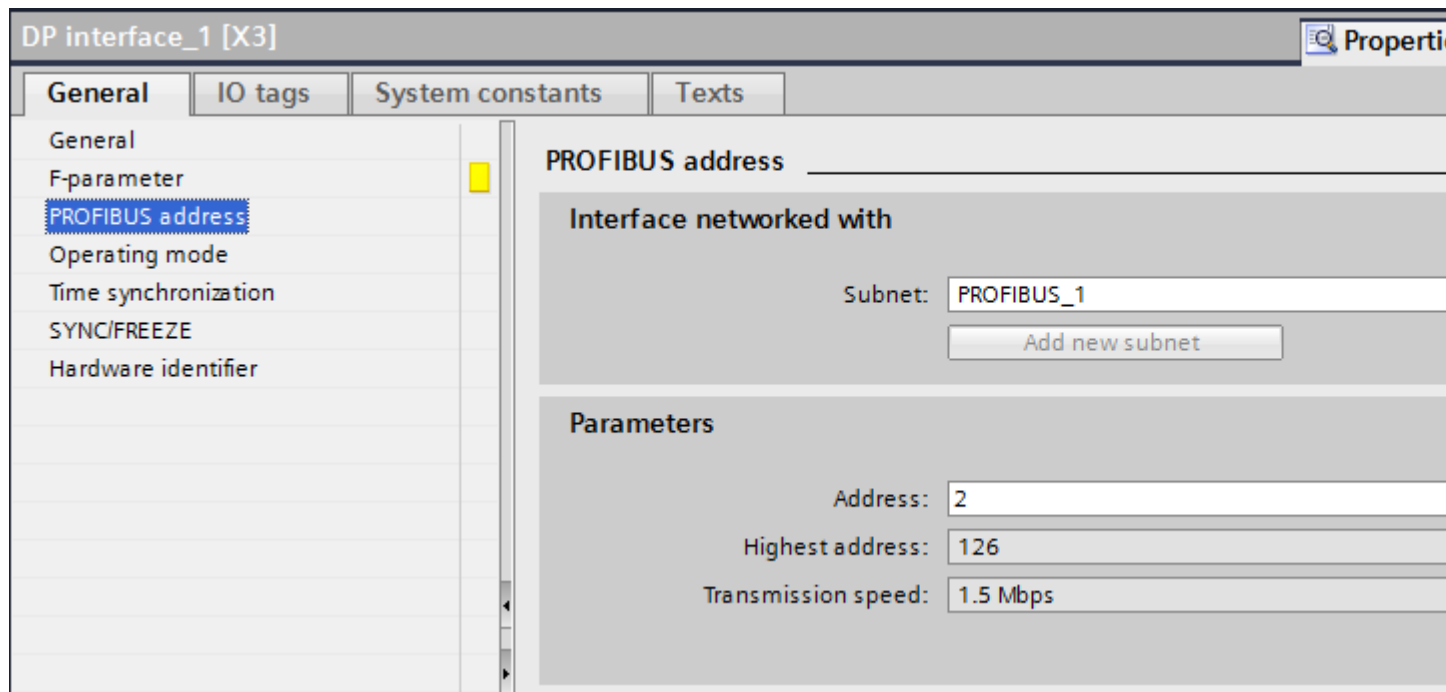 DP interface_1 [X3]
Properti
General IO tags System constants Texts
General
F-parameter
PROFIBUS address
Operating mode
Time synchronization
SYNC/FREEZE
Hardware identifier
PROFIBUS address
Interface networked with
Subnet: PROFIBUS_1
Add new subnet
Parameters
Address: 2
Highest address: 126
Transmission speed: 1.5 Mbps